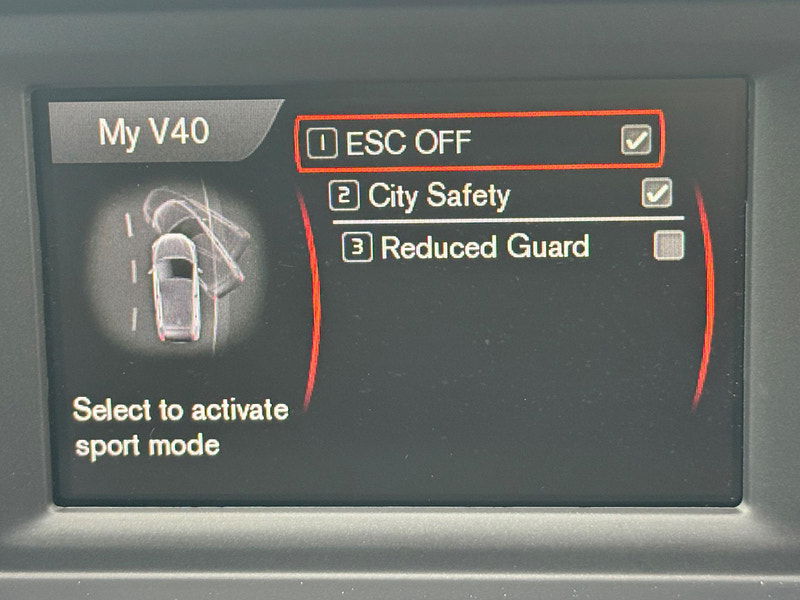 My V40
1 ESC OFF
2 City Safety
3 Reduced Guard
Select to activate
sport mode